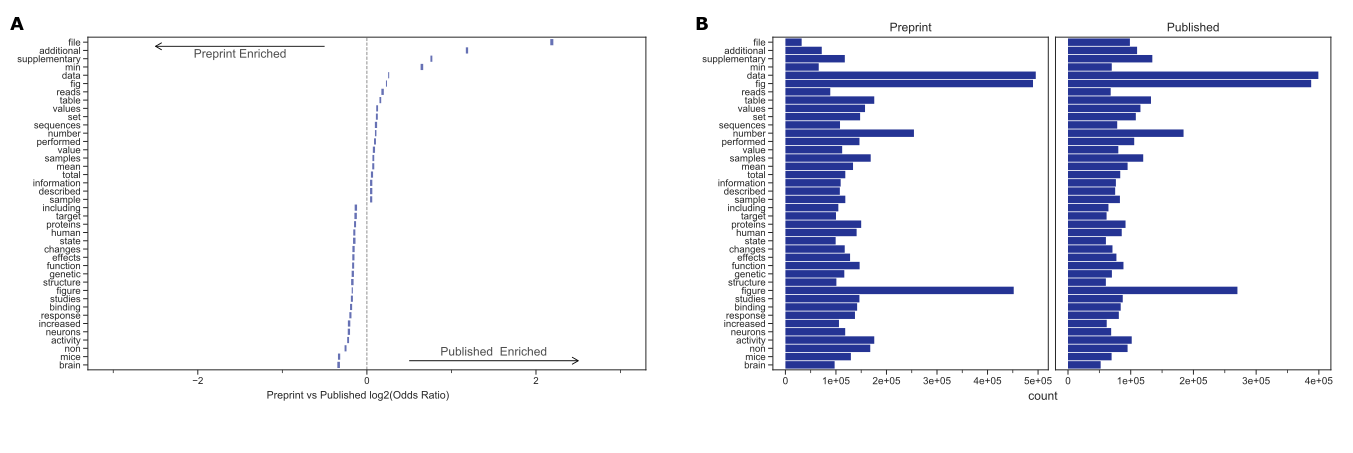 A
file
additional
supplementary
min
data
fig
reads
table
values
set
sequences
number
performed
value
samples
mean
total
information
described
sample
including
target
proteins
human
state
changes
effects
function
genetic
structure
figure
studies
binding
response
increased
neurons
activity
non
mice
brain
Preprint Enriched
Published Enriched
−2 0 2
Preprint vs Published log2(Odds Ratio)
B
Preprint
Published
file
additional
supplementary
min
data
fig
reads
table
values
set
sequences
number
performed
value
samples
mean
total
information
described
sample
including
target
proteins
human
state
changes
effects
function
genetic
structure
figure
studies
binding
response
increased
neurons
activity
non
mice
brain
0 1e+05 2e+05 3e+05 4e+05 5e+05
0 1e+05 2e+05 3e+05 4e+05
count